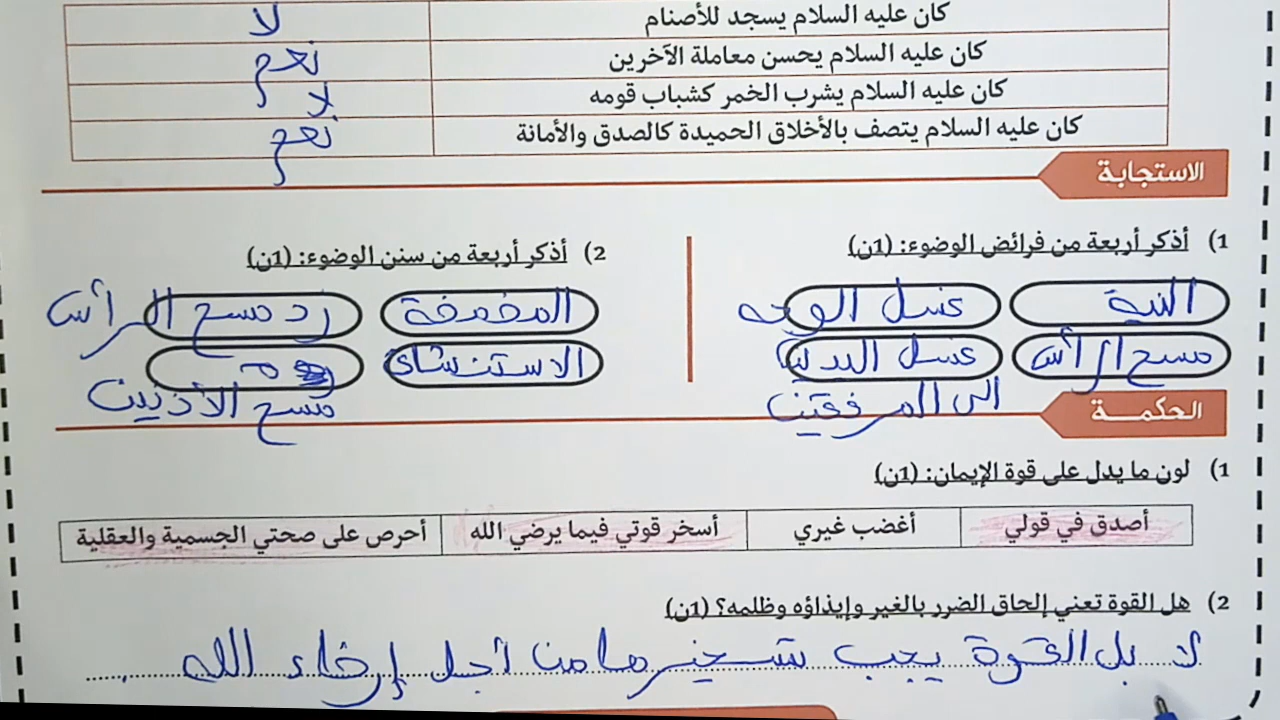 كان عليه السلام يسجد للأصنام لا
كان عليه السلام يحسن معاملة الآخرين نعم
كان عليه السلام يشرب الخمر كشباب قومه لا
كان عليه السلام يتصف بالأخلاق الحميدة كالصدق والأمانة نعم
الاستجابة
1) أذكر أربعة من فرائض الوضوء: (1ن)
النية غسل الوجه
مسح الرأس غسل اليدين
الى المرفقين
2) أذكر أربعة من سنن الوضوء: (1ن)
المضمضة رد مسح الرأس
الاستنشاق
مسح الأذنين
الحكمـــة
1) لون ما يدل على قوة الإيمان: (1ن)
أصدق في قولي أغضب غيري أسخر قوتي فيما يرضي الله أحرص على صحتي الجسمية والعقلية
2) هل القوة تعني إلحاق الضرر بالغير وإيذاؤه وظلمه؟ (1ن)
لا بل القوة يجب تسخيرها من أجل إرضاء الله